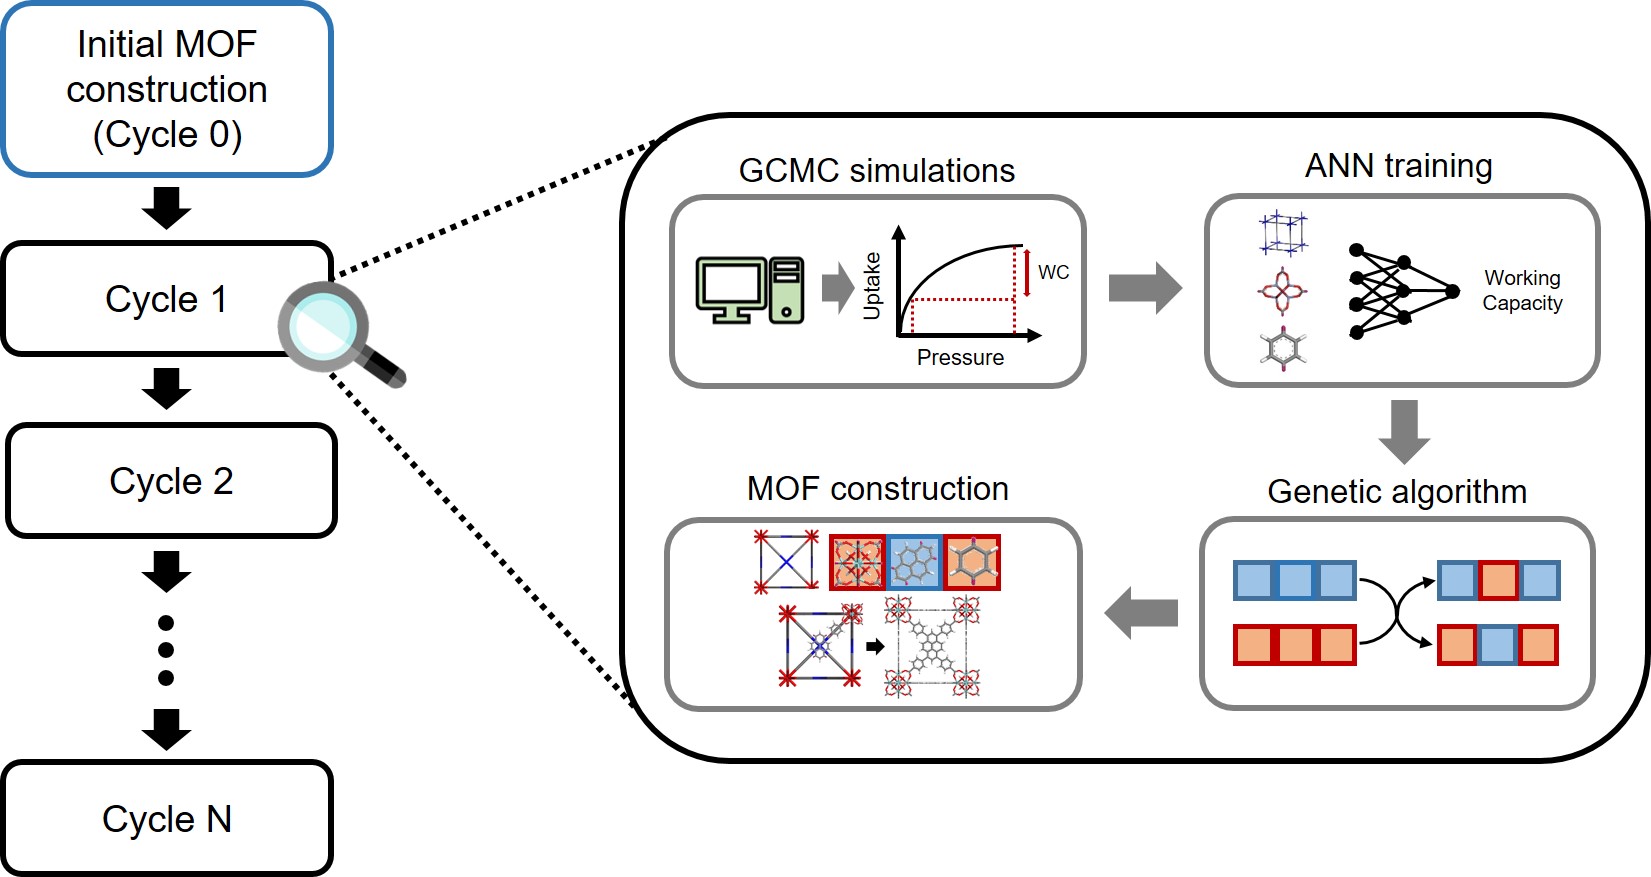 Initial MOF
construction
(Cycle 0)
Cycle 1
Cycle 2
Cycle N
GCMC simulations
Uptake
WC
Pressure
ANN training
Working
Capacity
Genetic algorithm
MOF construction